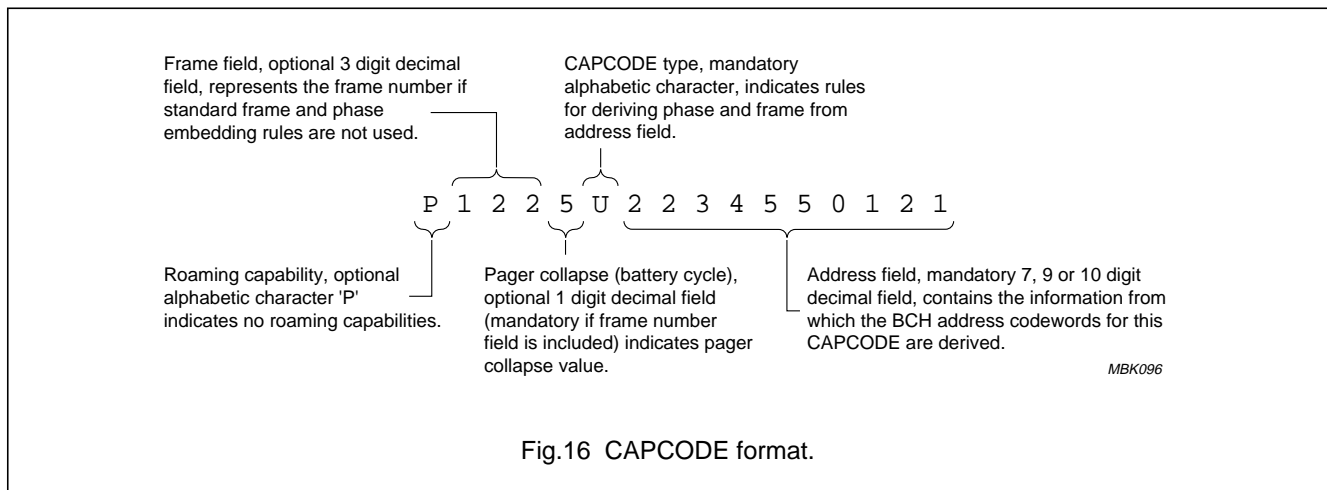 Frame field, optional 3 digit decimal
field, represents the frame number if
standard frame and phase
embedding rules are not used.
CAPCODE type, mandatory
alphabetic character, indicates rules
for deriving phase and frame from
address field.
P 1 2 2 5 U 2 2 3 4 5 5 0 1 2 1
Roaming capability, optional
alphabetic character 'P'
indicates no roaming capabilities.
Pager collapse (battery cycle),
optional 1 digit decimal field
(mandatory if frame number
field is included) indicates pager
collapse value.
Address field, mandatory 7, 9 or 10 digit
decimal field, contains the information from
which the BCH address codewords for this
CAPCODE are derived.
MBK096
Fig.16 CAPCODE format.